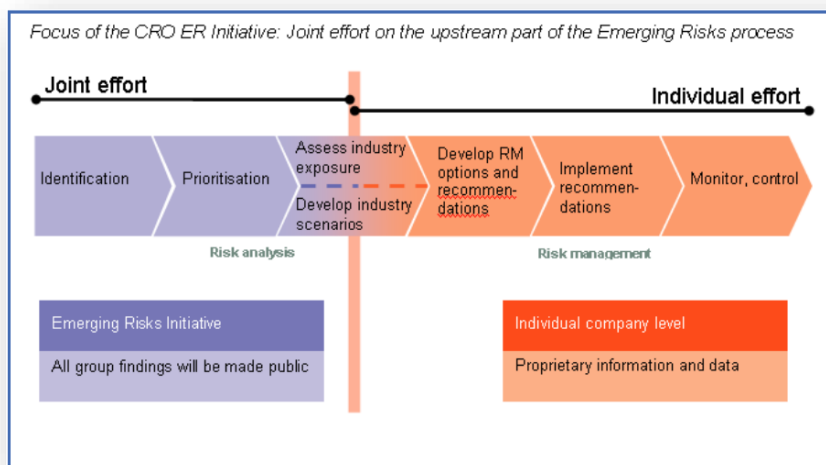 Focus of the CRO ER Initiative: Joint effort on the upstream part of the Emerging Risks process
Joint effort
Individual effort
Identification
Prioritisation
Assess industry
exposure
Develop industry
scenarios
Develop RM
options and
recommen-
dations
Implement
recommen-
dations
Monitor, control
Risk analysis
Risk management
Emerging Risks Initiative
All group findings will be made public
Individual company level
Proprietary information and data